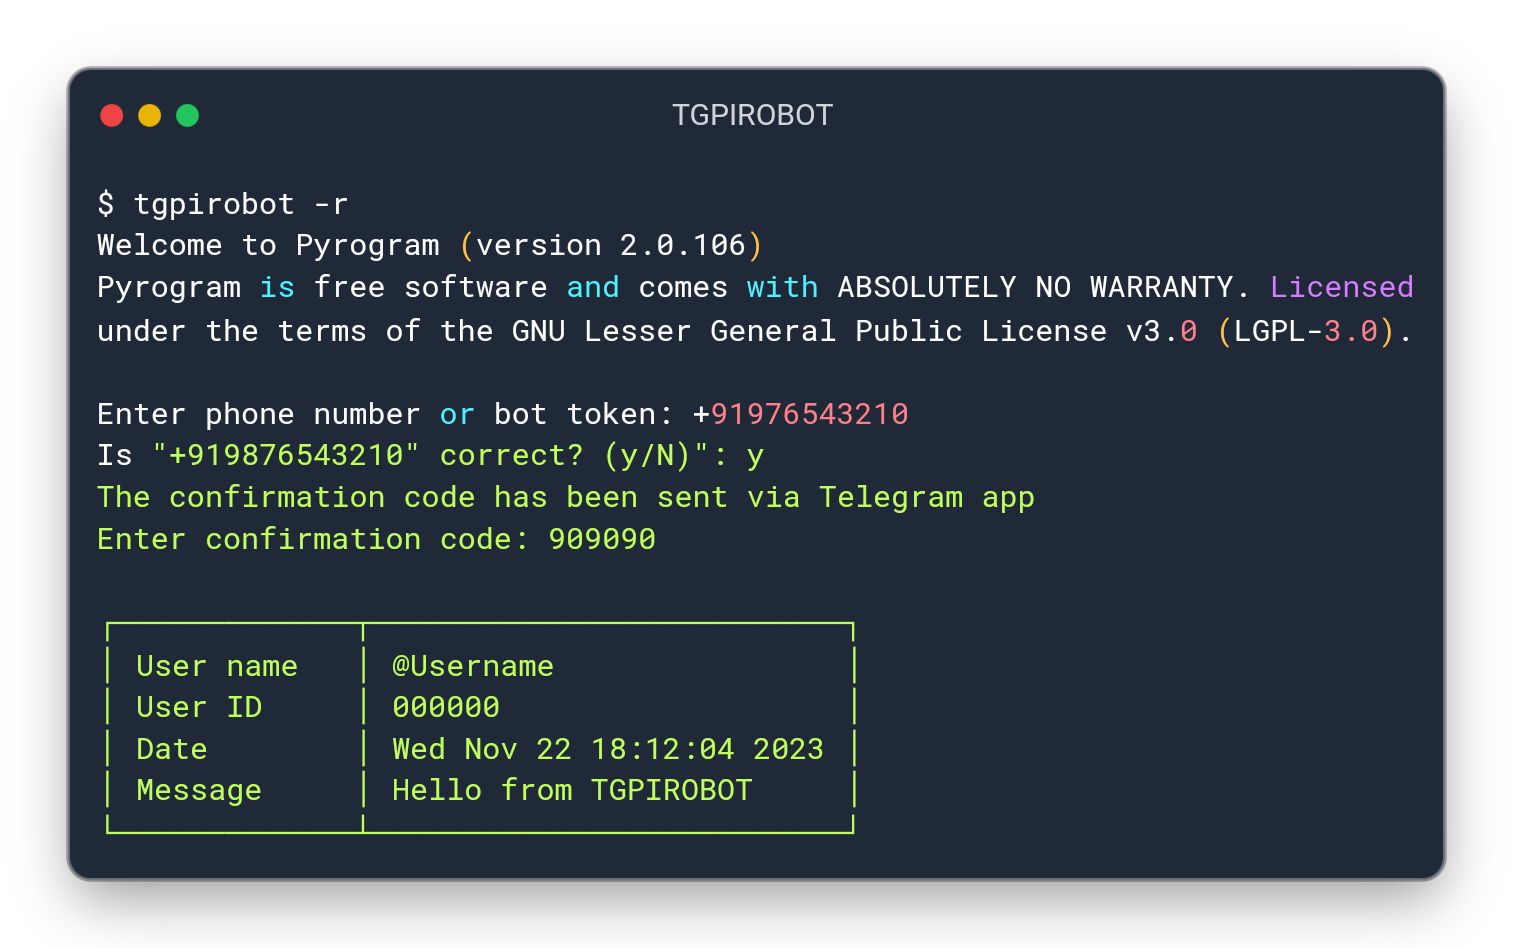 TGPIROBOT
$ tgpirobot -r
Welcome to Pyrogram (version 2.0.106)
Pyrogram is free software and comes with ABSOLUTELY NO WARRANTY. Licensed
under the terms of the GNU Lesser General Public License v3.0 (LGPL-3.0).
Enter phone number or bot token: +91976543210
Is "+919876543210" correct? (y/N)": y
The confirmation code has been sent via Telegram app
Enter confirmation code: 909090
User name @Username
User ID 000000
Date Wed Nov 22 18:12:04 2023
Message Hello from TGPIROBOT